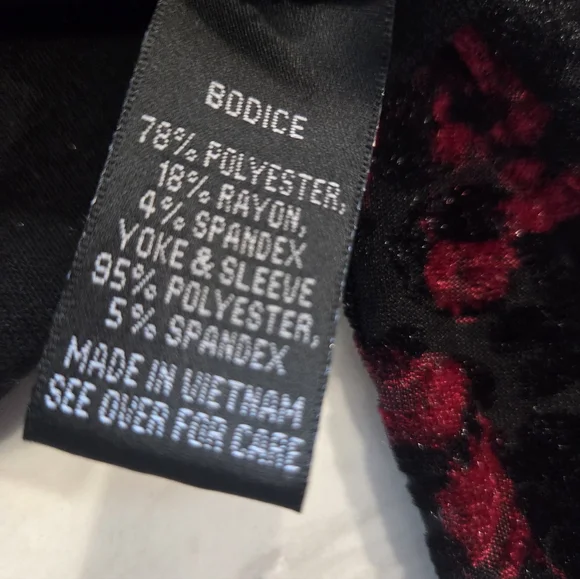 BODICE
78% POLYESTER,
18% RAYON,
4% SPANDEX
YOKE & SLEEVE
95% POLYESTER,
5% SPANDEX
MADE IN VIETNAM
SEE OVER FOR CARE